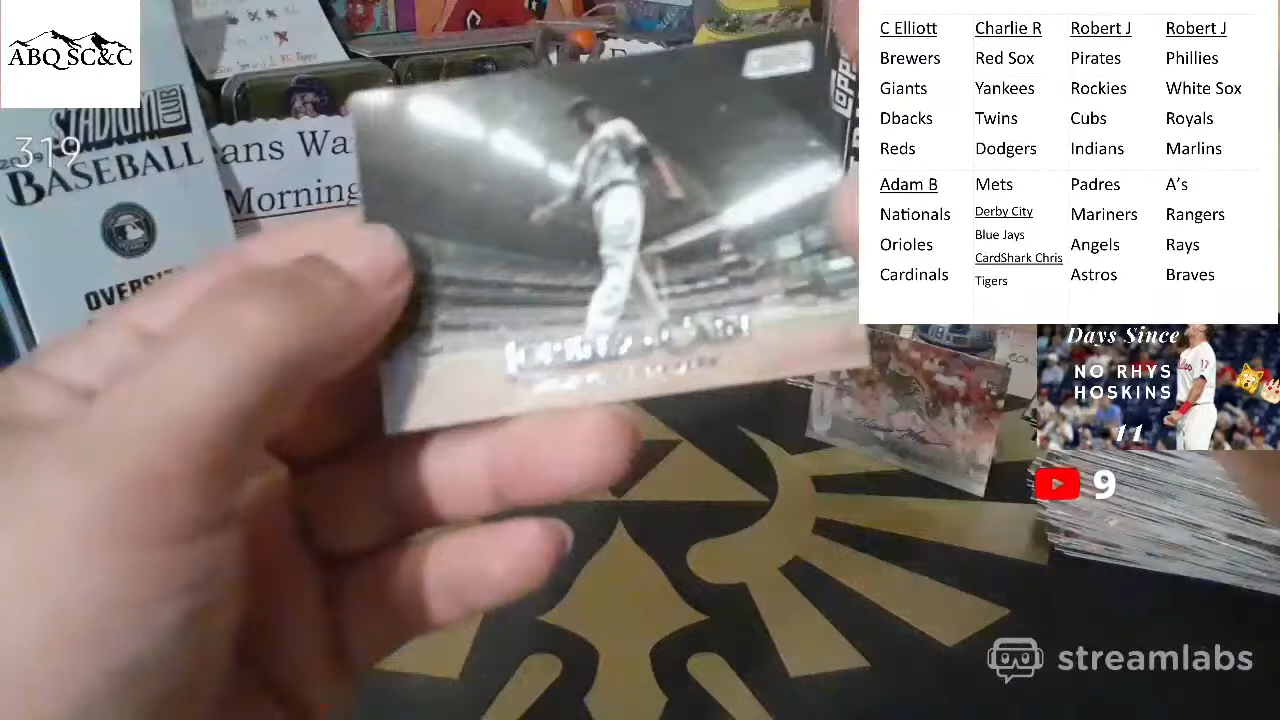 ABQ SC&C
319
2019
STADIUM CLUB
BASEBALL
OVERSI
ans Wa
Morning
topp
C Elliott
Brewers
Giants
Dbacks
Reds
Adam B
Nationals
Orioles
Cardinals
Charlie R
Red Sox
Yankees
Twins
Dodgers
Mets
Derby City
Blue Jays
CardShark Chris
Tigers
Robert J
Pirates
Rockies
Cubs
Indians
Padres
Mariners
Angels
Astros
Robert J
Phillies
White Sox
Royals
Marlins
A's
Rangers
Rays
Braves
Days Since
NO RHYS
HOSKINS
11
9
streamlabs